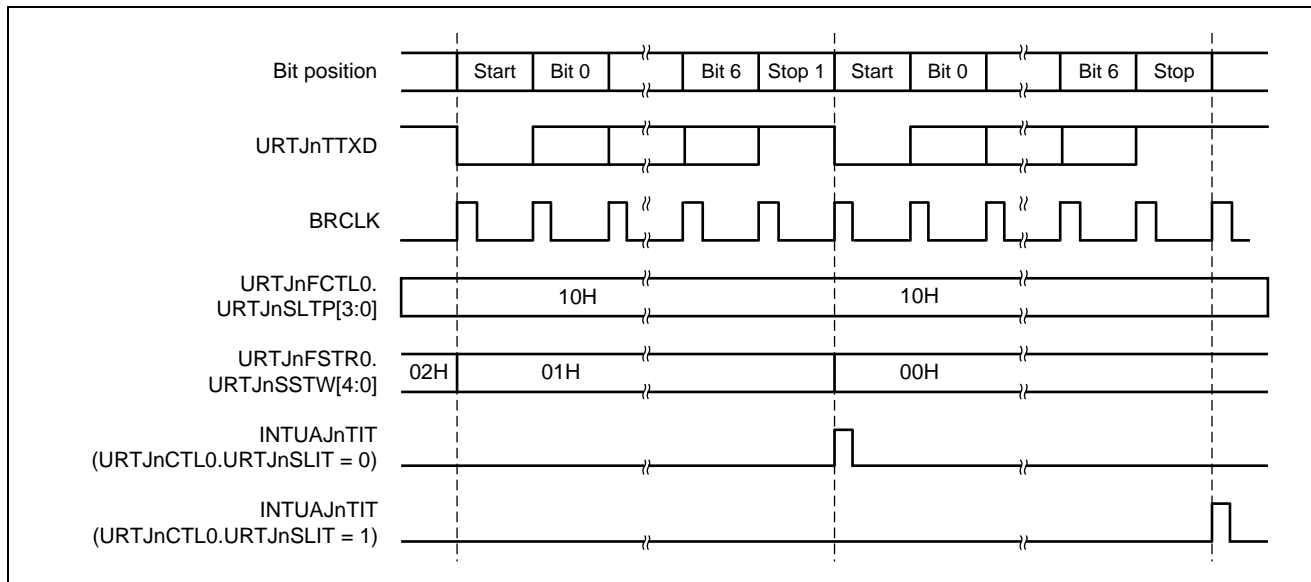 Bit position Start Bit 0 Bit 6 Stop 1 Start Bit 0 Bit 6 Stop
URTJnTTXD
BRCLK
URTJnFCTL0.
URTJnSLTP[3:0]
10H 10H
URTJnFSTR0.
URTJnSSTW[4:0]
02H 01H 00H
INTUAJnTIT
(URTJnCTL0.URTJnSLIT = 0)
INTUAJnTIT
(URTJnCTL0.URTJnSLIT = 1)